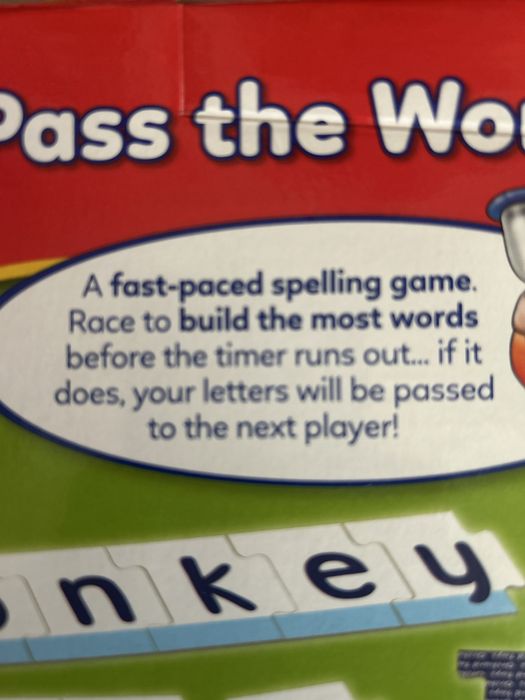 Pass the Wo
A fast-paced spelling game.
Race to build the most words
before the timer runs out... if it
does, your letters will be passed
to the next player!
n k e y